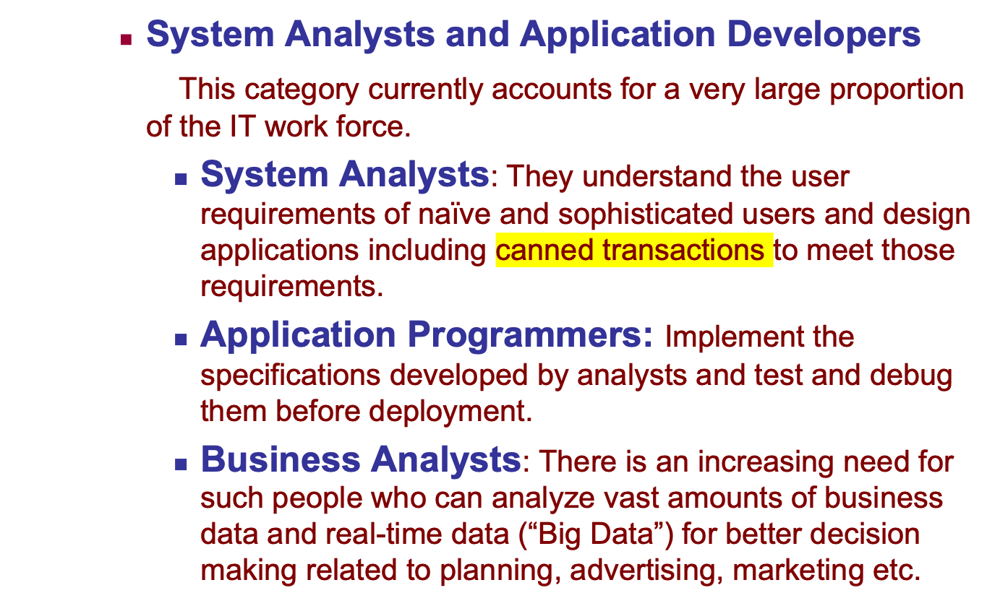 System Analysts and Application Developers
This category currently accounts for a very large proportion
of the IT work force.
System Analysts: They understand the user
requirements of naïve and sophisticated users and design
applications including canned transactions to meet those
requirements.
Application Programmers: Implement the
specifications developed by analysts and test and debug
them before deployment.
Business Analysts: There is an increasing need for
such people who can analyze vast amounts of business
data and real-time data (“Big Data”) for better decision
making related to planning, advertising, marketing etc.